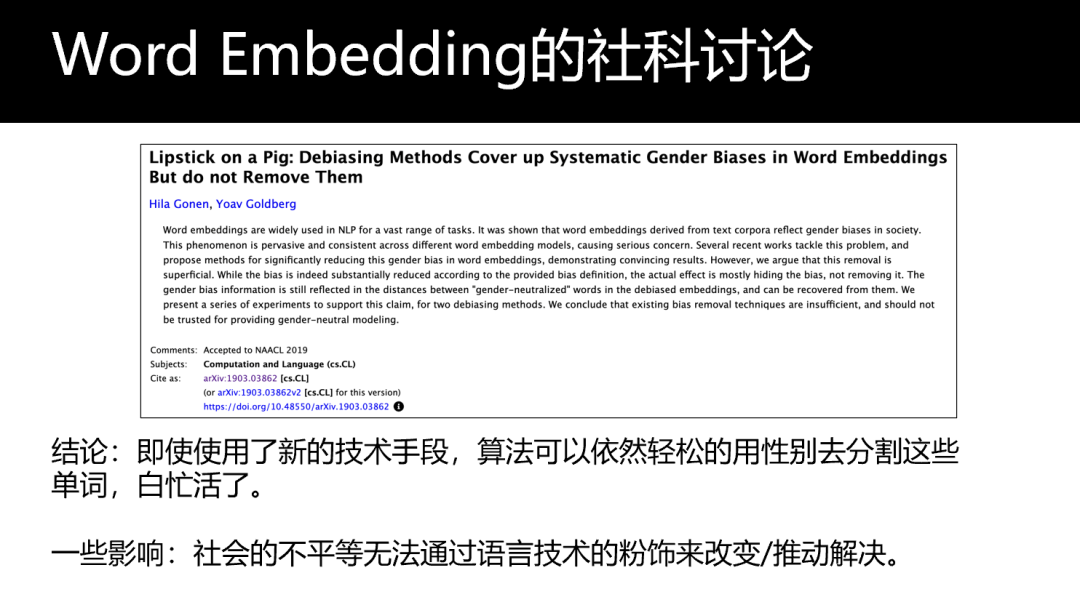 Word Embedding的社科讨论
Lipstick on a Pig: Debiasing Methods Cover up Systematic Gender Biases in Word Embeddings
But do not Remove Them
Hila Gonen, Yoav Goldberg
Word embeddings are widely used in NLP for a vast range of tasks. It was shown that word embeddings derived from text corpora reflect gender biases in society.
This phenomenon is pervasive and consistent across different word embedding models, causing serious concern. Several recent works tackle this problem, and
propose methods for significantly reducing this gender bias in word embeddings, demonstrating convincing results. However, we argue that this removal is
superficial. While the bias is indeed substantially reduced according to the provided bias definition, the actual effect is mostly hiding the bias, not removing it. The
gender bias information is still reflected in the distances between "gender-neutralized" words in the debiased embeddings, and can be recovered from them. We
present a series of experiments to support this claim, for two debiasing methods. We conclude that existing bias removal techniques are insufficient, and should not
be trusted for providing gender-neutral modeling.
Comments: Accepted to NAACL 2019
Subjects: Computation and Language (cs.CL)
Cite as: arXiv:1903.03862 [cs.CL]
(or arXiv:1903.03862v2 [cs.CL] for this version)
https://doi.org/10.48550/arXiv.1903.03862
结论：即使使用了新的技术手段，算法可以依然轻松的用性别去分割这些
单词，白忙活了。
一些影响：社会的不平等无法通过语言技术的粉饰来改变/推动解决。